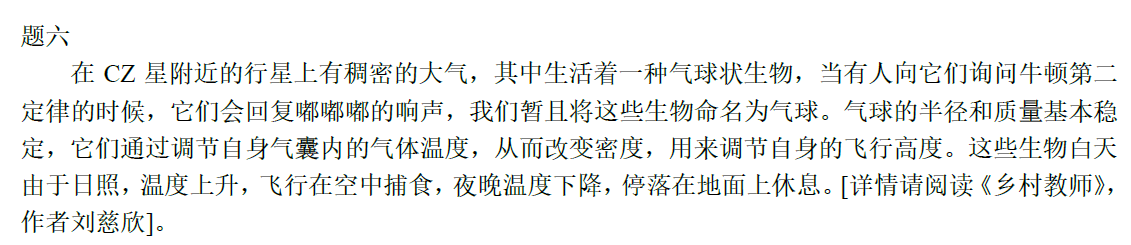 题六
在 CZ 星附近的行星上有稠密的大气，其中生活着一种气球状生物，当有人向它们询问牛顿第二
定律的时候，它们会回复嘟嘟嘟的响声，我们暂且将这些生物命名为气球。气球的半径和质量基本稳
定，它们通过调节自身气囊内的气体温度，从而改变密度，用来调节自身的飞行高度。这些生物白天
由于日照，温度上升，飞行在空中捕食，夜晚温度下降，停落在地面上休息。[详情请阅读《乡村教师》，
作者刘慈欣]。